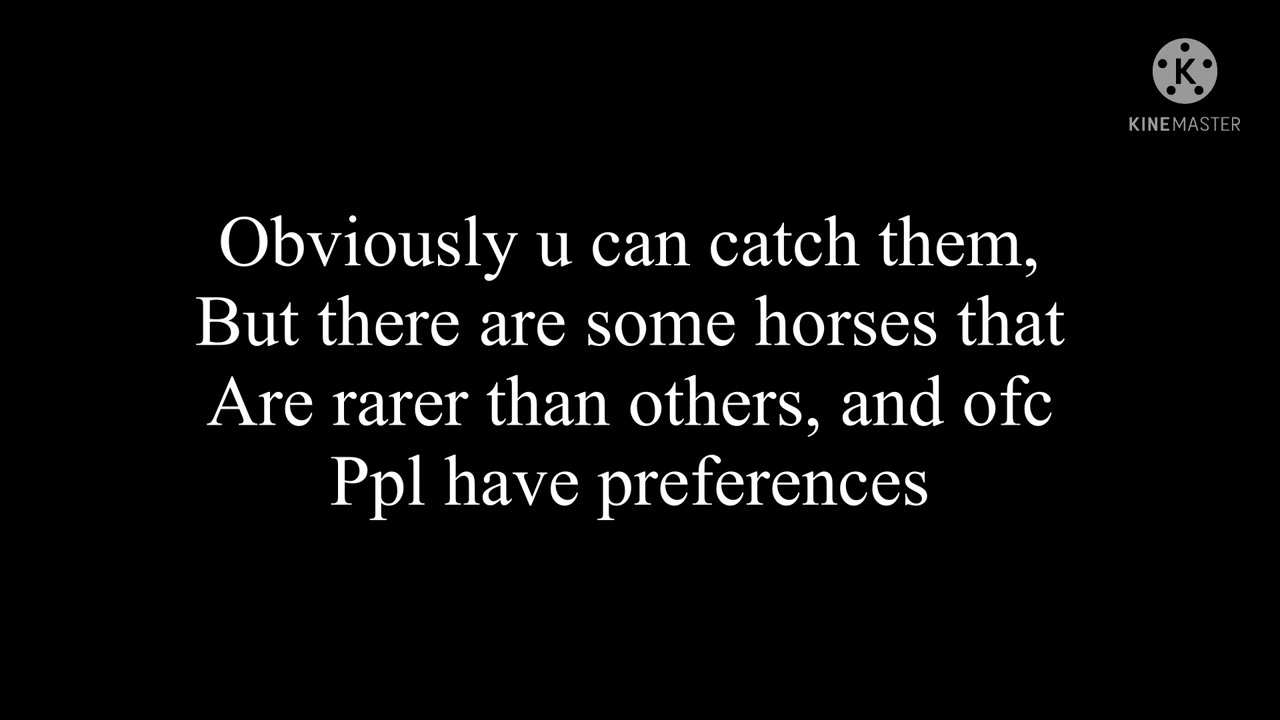 K
KINEMASTER
Obviously u can catch them,
But there are some horses that
Are rarer than others, and ofc
Ppl have preferences